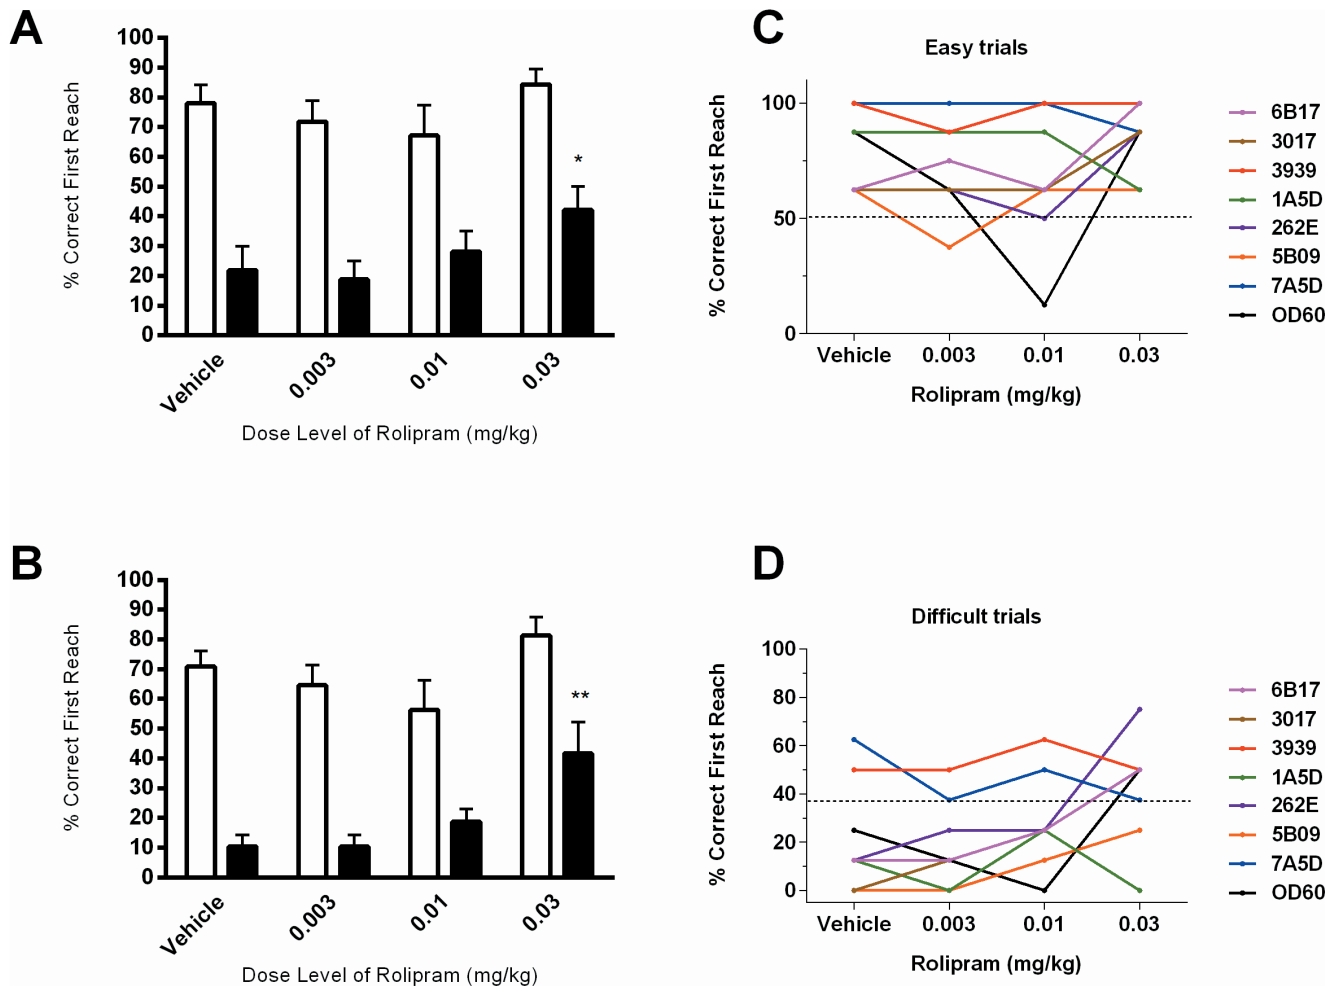 A
% Correct First Reach
100
90
80
70
60
50
40
30
20
10
0
*
Vehicle
0.003
0.01
0.03
Dose Level of Rolipram (mg/kg)
C
Easy trials
% Correct First Reach
100
50
0
Vehicle 0.003 0.01 0.03
Rolipram (mg/kg)
6B17
3017
3939
1A5D
262E
5B09
7A5D
OD60
B
% Correct First Reach
100
90
80
70
60
50
40
30
20
10
0
**
Vehicle
0.003
0.01
0.03
Dose Level of Rolipram (mg/kg)
D
Difficult trials
% Correct First Reach
100
80
60
40
20
0
Vehicle 0.003 0.01 0.03
Rolipram (mg/kg)
6B17
3017
3939
1A5D
262E
5B09
7A5D
OD60